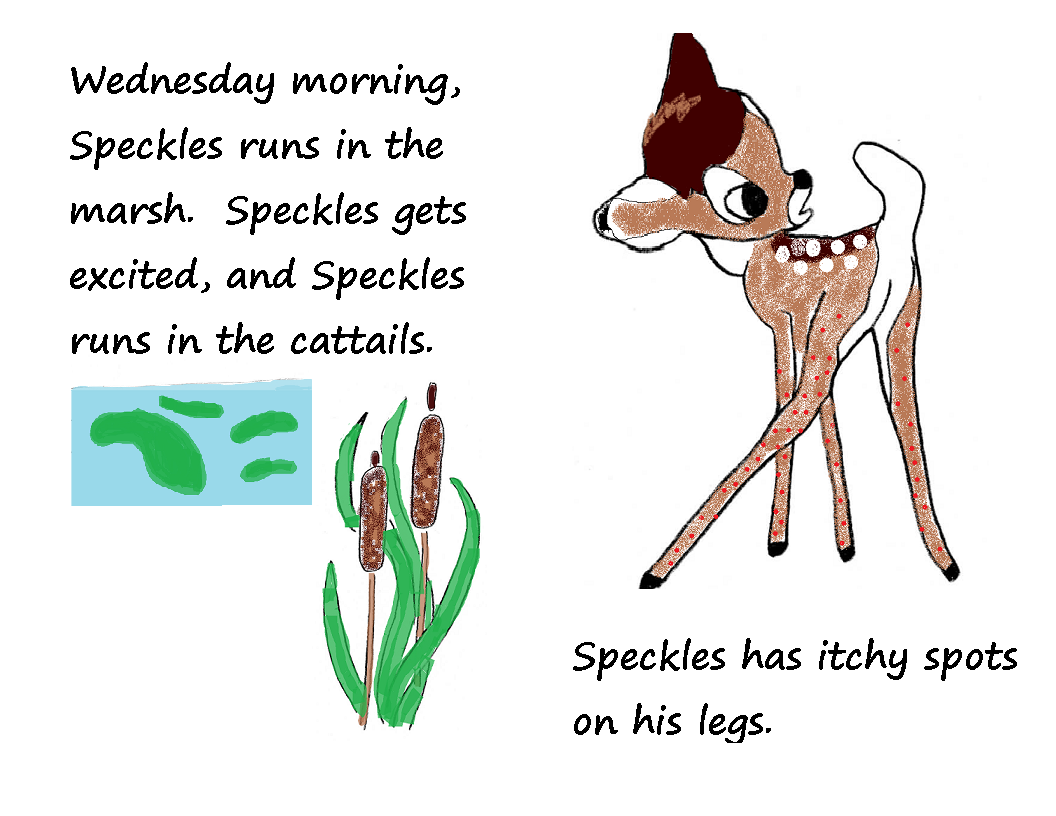 Wednesday morning,
Speckles runs in the
marsh.  Speckles gets
excited, and Speckles
runs in the cattails.
Speckles has itchy spots
on his legs.